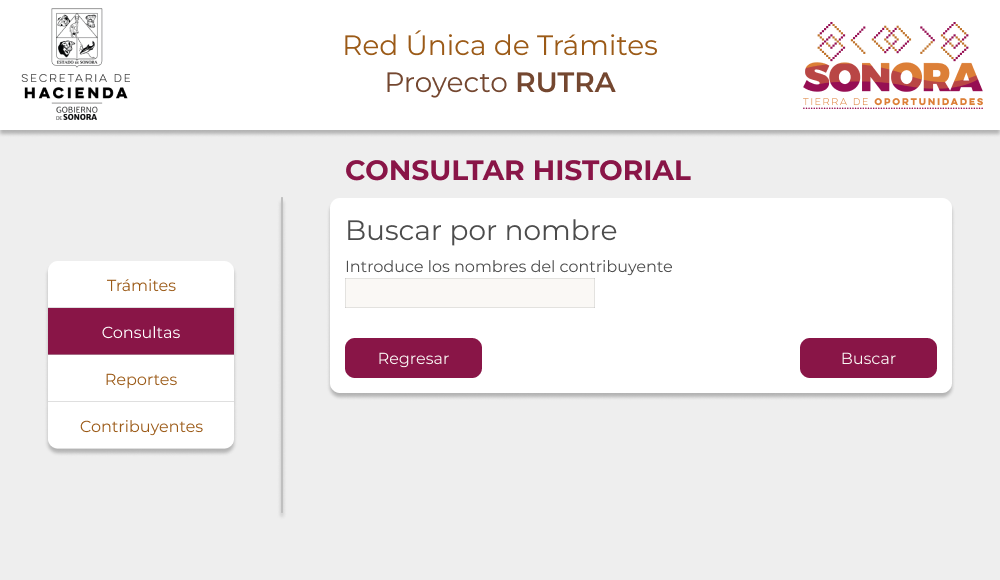 ESTADO DE SONORA
SECRETARIA DE
HACIENDA
GOBIERNO
DE SONORA
Red Única de Trámites
Proyecto RUTRA
SONORA
TIERRA DE OPORTUNIDADES
CONSULTAR HISTORIAL
Trámites
Consultas
Reportes
Contribuyentes
Buscar por nombre
Introduce los nombres del contribuyente
Regresar
Buscar